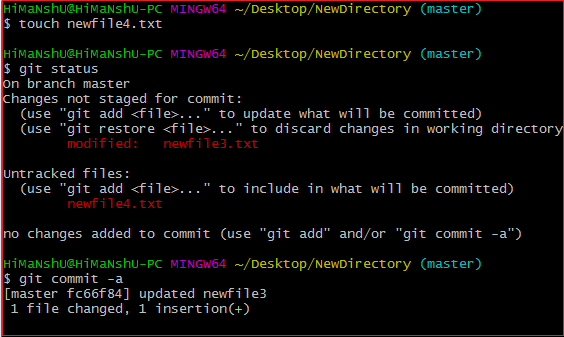 HiMaNshU@HiMaNshU-PC MINGW64 ~/Desktop/NewDirectory (master)
$ touch newfile4.txt
HiMaNshU@HiMaNshU-PC MINGW64 ~/Desktop/NewDirectory (master)
$ git status
On branch master
Changes not staged for commit:
  (use "git add <file>..." to update what will be committed)
  (use "git restore <file>..." to discard changes in working directory
        modified:   newfile3.txt
Untracked files:
  (use "git add <file>..." to include in what will be committed)
        newfile4.txt
no changes added to commit (use "git add" and/or "git commit -a")
HiMaNshU@HiMaNshU-PC MINGW64 ~/Desktop/NewDirectory (master)
$ git commit -a
[master fc66f84] updated newfile3
 1 file changed, 1 insertion(+)